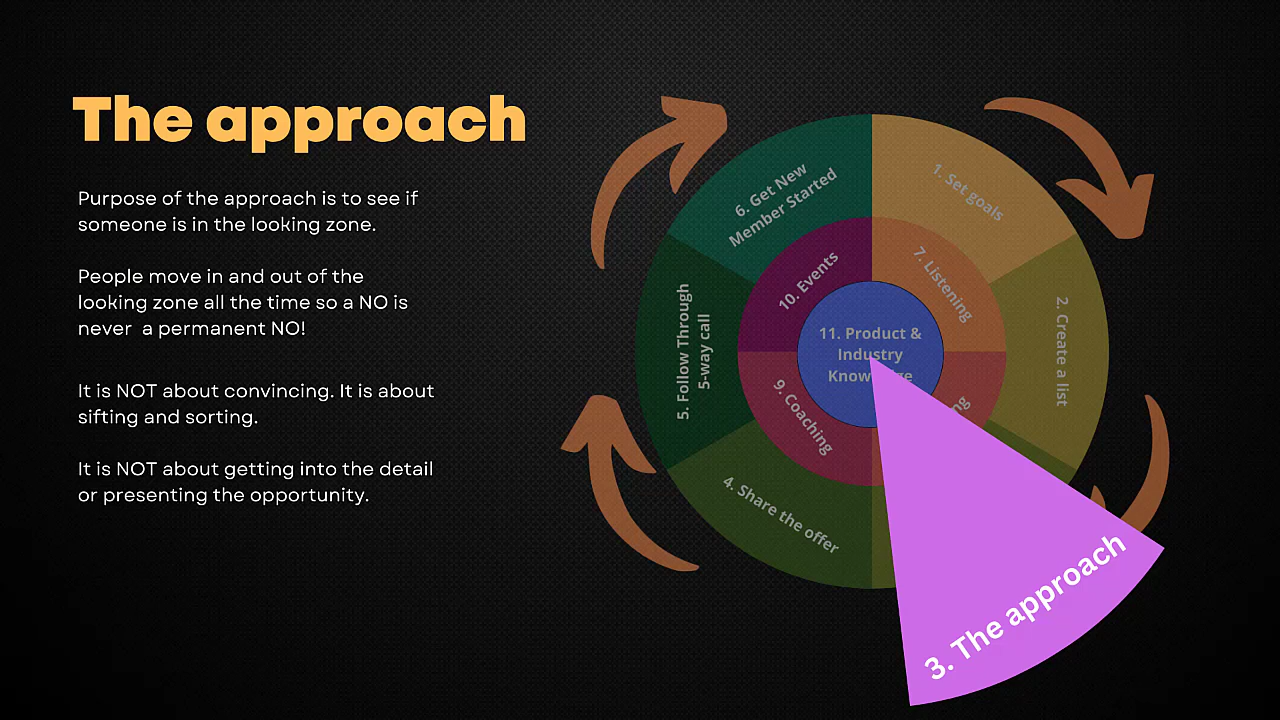 The approach
Purpose of the approach is to see if
someone is in the looking zone.
People move in and out of the
looking zone all the time so a NO is
never  a permanent NO!
It is NOT about convincing. It is about
sifting and sorting.
It is NOT about getting into the detail
or presenting the opportunity.
1. Set goals
2. Create a list
3. The approach
4. Share the offer
5. Follow Through
5-way call
6. Get New
Member Started
7. Listening
9. Coaching
10. Events
11. Product &
Industry